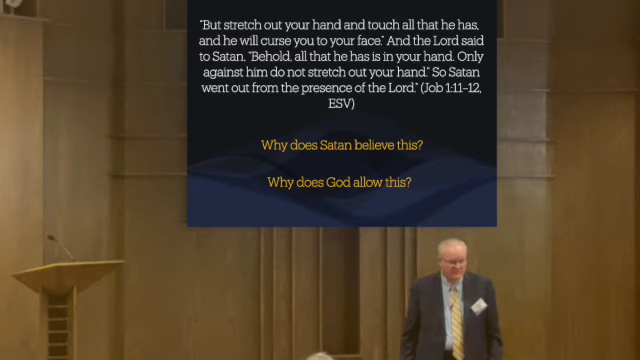 "But stretch out your hand and touch all that he has,
and he will curse you to your face." And the Lord said
to Satan, "Behold, all that he has is in your hand. Only
against him do not stretch out your hand." So Satan
went out from the presence of the Lord." (Job 1:11-12,
ESV)
Why does Satan believe this?
Why does God allow this?